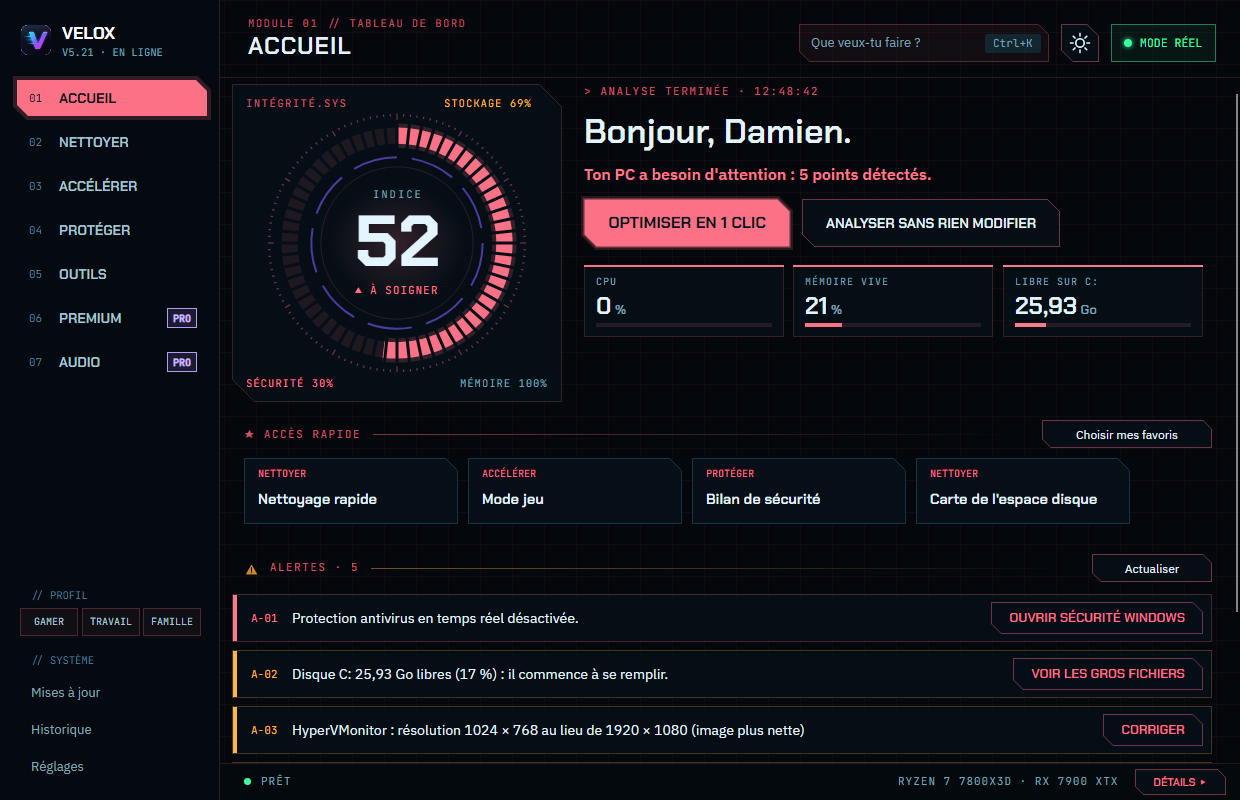 VELOX
V5.21 · EN LIGNE
01 ACCUEIL
02 NETTOYER
03 ACCÉLÉRER
04 PROTÉGER
05 OUTILS
06 PREMIUM PRO
07 AUDIO PRO
// PROFIL
GAMER TRAVAIL FAMILLE
// SYSTÈME
Mises à jour
Historique
Réglages
MODULE 01 // TABLEAU DE BORD
ACCUEIL
Que veux-tu faire ? Ctrl+K
MODE RÉEL
INTÉGRITÉ.SYS STOCKAGE 69%
INDICE
52
▲ À SOIGNER
SÉCURITÉ 30% MÉMOIRE 100%
> ANALYSE TERMINÉE · 12:48:42
Bonjour, Damien.
Ton PC a besoin d'attention : 5 points détectés.
OPTIMISER EN 1 CLIC ANALYSER SANS RIEN MODIFIER
CPU
0 %
MÉMOIRE VIVE
21 %
LIBRE SUR C:
25,93 Go
★ ACCÈS RAPIDE Choisir mes favoris
NETTOYER
Nettoyage rapide
ACCÉLÉRER
Mode jeu
PROTÉGER
Bilan de sécurité
NETTOYER
Carte de l'espace disque
ALERTES · 5 Actualiser
A-01 Protection antivirus en temps réel désactivée. OUVRIR SÉCURITÉ WINDOWS
A-02 Disque C: 25,93 Go libres (17 %) : il commence à se remplir. VOIR LES GROS FICHIERS
A-03 HyperVMonitor : résolution 1024 × 768 au lieu de 1920 × 1080 (image plus nette) CORRIGER
PRÊT RYZEN 7 7800X3D · RX 7900 XTX DÉTAILS ▸